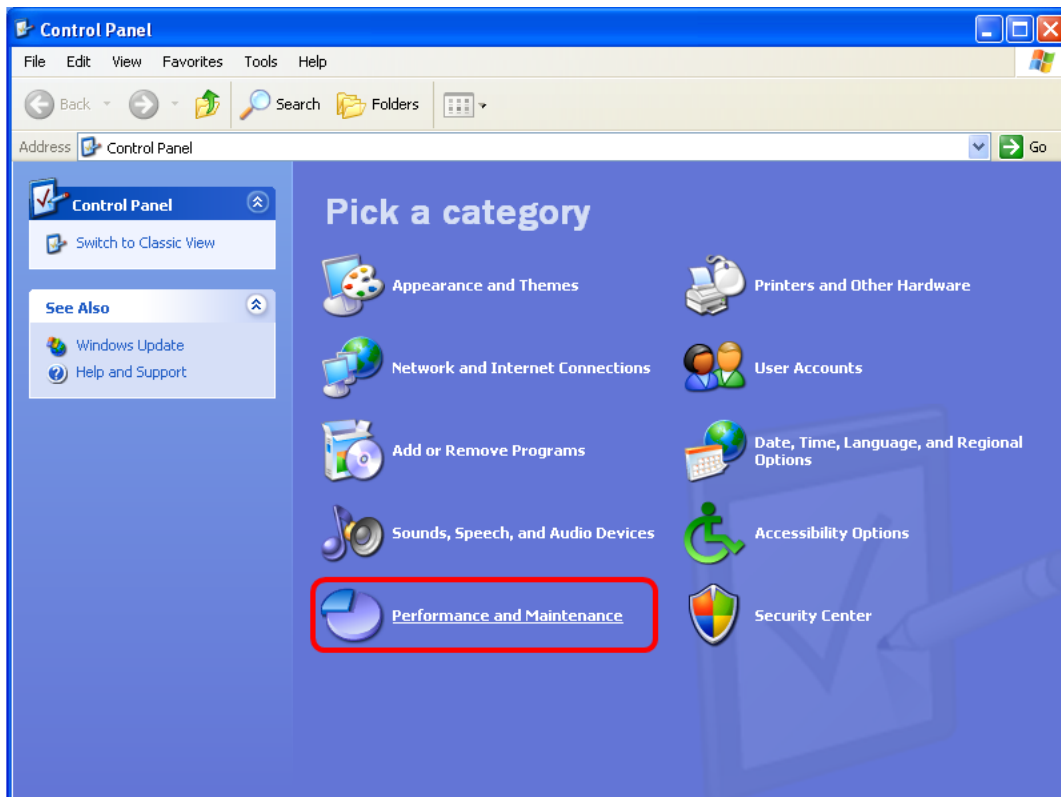 Control Panel
File Edit View Favorites Tools Help
Back Search Folders
Address Control Panel Go
Control Panel
Switch to Classic View
See Also
Windows Update
Help and Support
Pick a category
Appearance and Themes
Printers and Other Hardware
Network and Internet Connections
User Accounts
Add or Remove Programs
Date, Time, Language, and Regional
Options
Sounds, Speech, and Audio Devices
Accessibility Options
Performance and Maintenance
Security Center